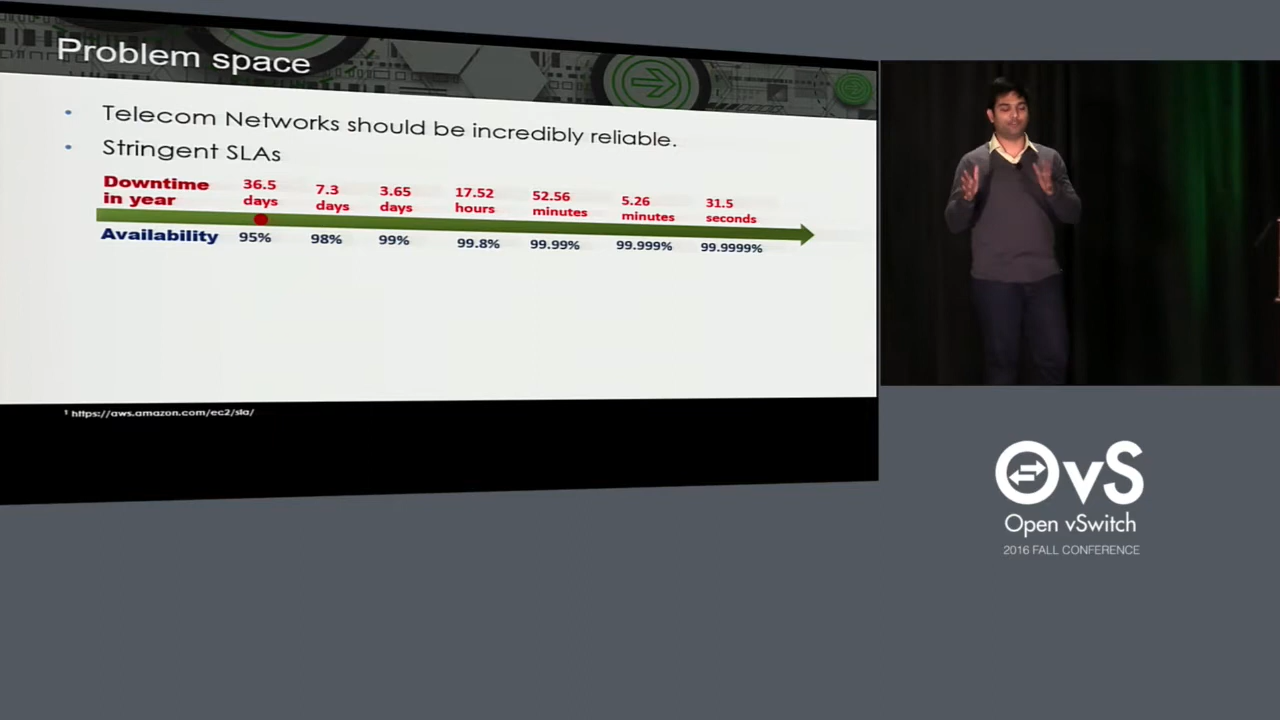 Problem space
• Telecom Networks should be incredibly reliable.
• Stringent SLAs
Downtime in year 36.5 days 7.3 days 3.65 days 17.52 hours 52.56 minutes 5.26 minutes 31.5 seconds
Availability 95% 98% 99% 99.8% 99.99% 99.999% 99.9999%
¹ https://aws.amazon.com/ec2/sla/
OvS
Open vSwitch
2016 FALL CONFERENCE